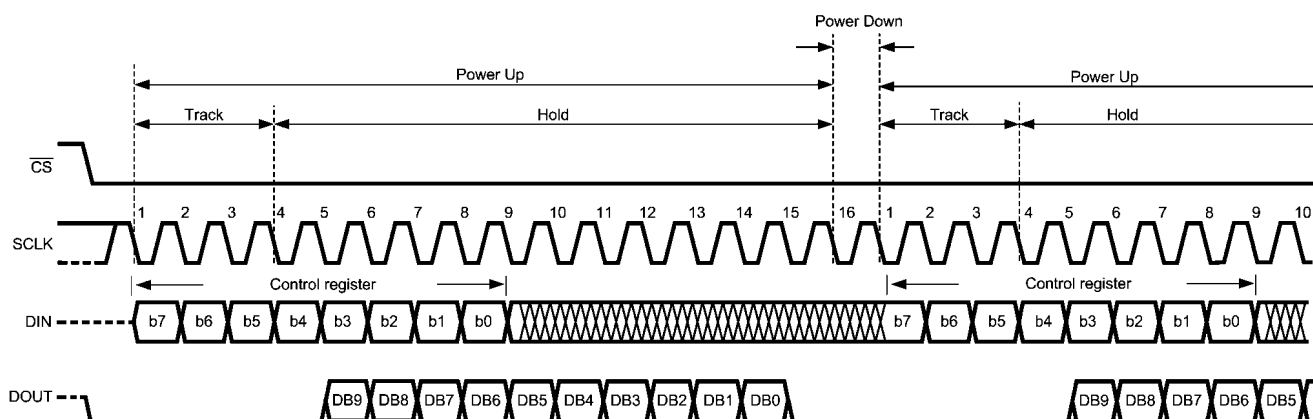 Power Down
Power Up Power Up
Track Hold Track Hold
CS
1 2 3 4 5 6 7 8 9 10 11 12 13 14 15 16 1 2 3 4 5 6 7 8 9 10
SCLK
Control register Control register
DIN b7 b6 b5 b4 b3 b2 b1 b0 b7 b6 b5 b4 b3 b2 b1 b0
DOUT DB9 DB8 DB7 DB6 DB5 DB4 DB3 DB2 DB1 DB0 DB9 DB8 DB7 DB6 DB5